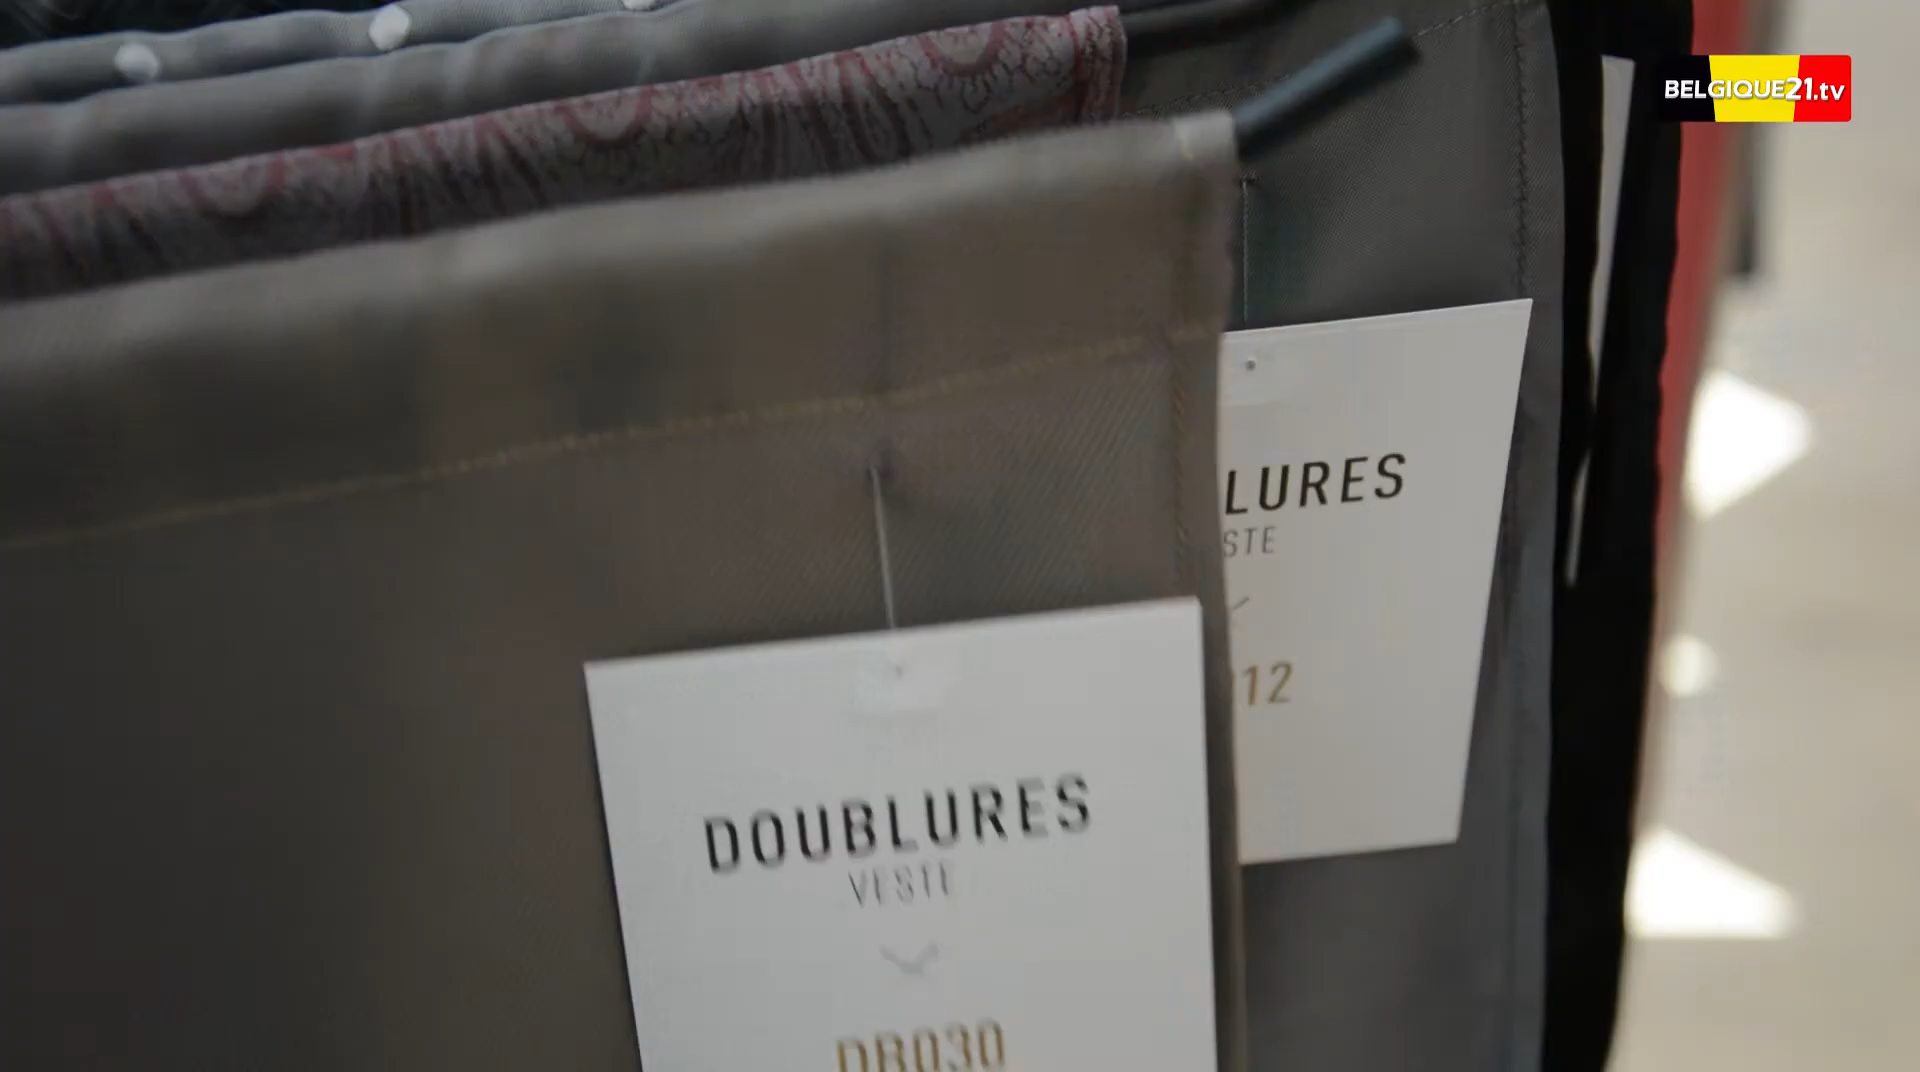 BELGIQUE21.tv
LURES
STE
12
DOUBLURES
VESTE
DB030